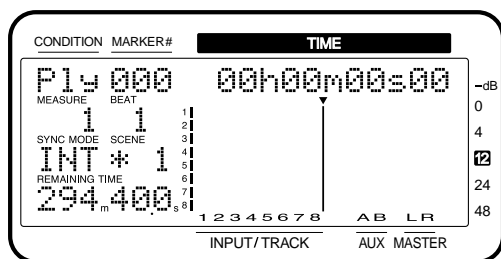 CONDITION MARKER# TIME
Ply 000 00h00m00s00
MEASURE BEAT
1 1
SYNC MODE SCENE
INT * 1
REMAINING TIME
294m400s
1
2
3
4
5
6
7
8
1 2 3 4 5 6 7 8 A B L R
INPUT/TRACK AUX MASTER
-dB
0
4
12
24
48